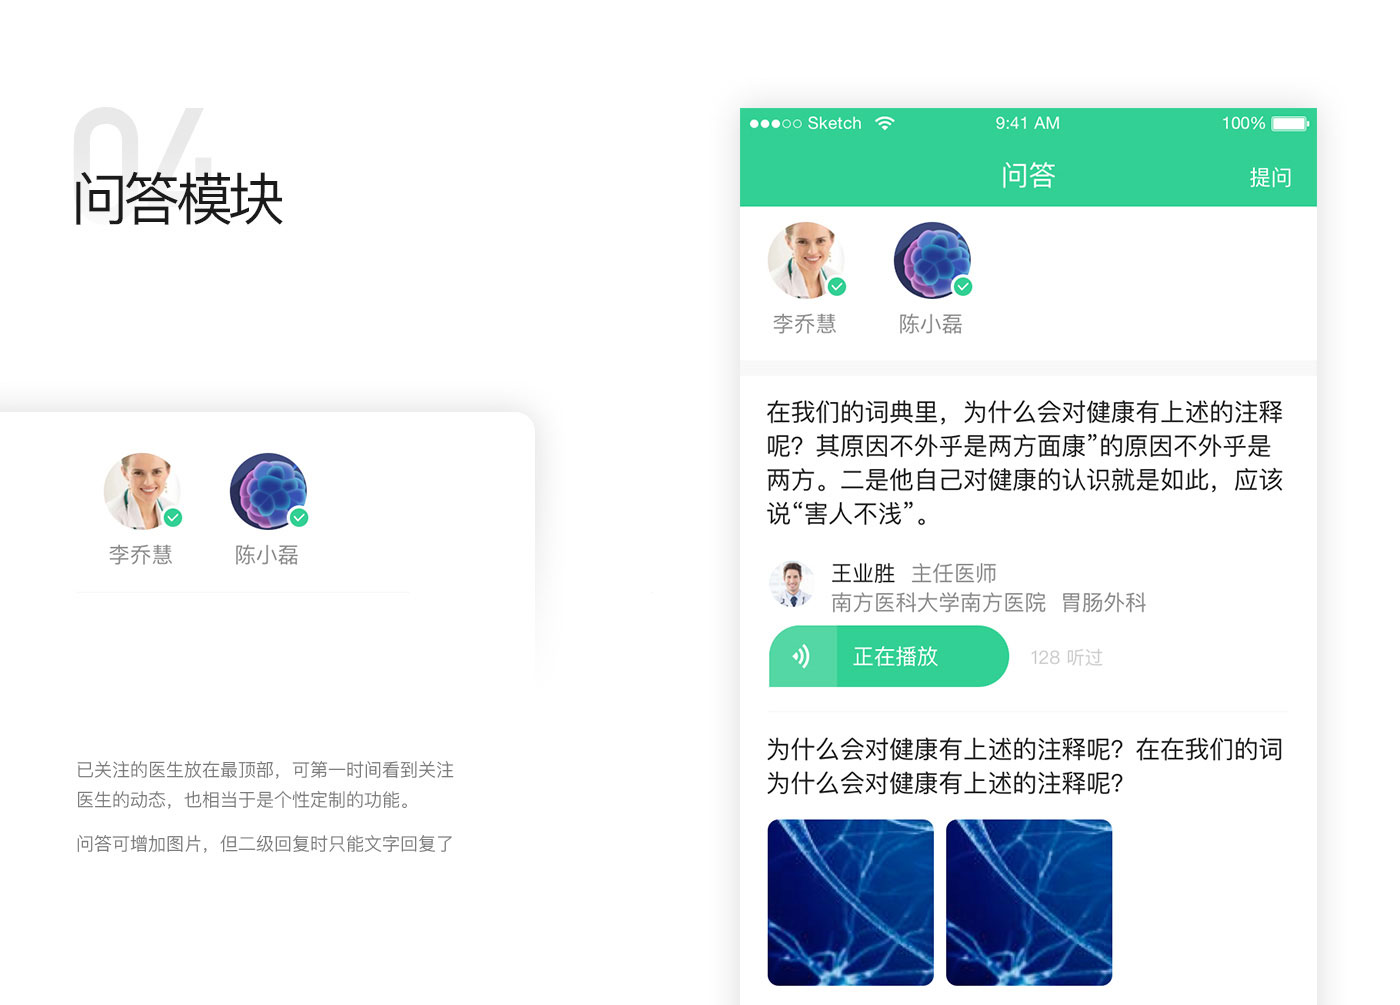 04
问答模块
李乔慧 陈小磊
已关注的医生放在最顶部，可第一时间看到关注
医生的动态，也相当于是个性定制的功能。
问答可增加图片，但二级回复时只能文字回复了
Sketch 9:41 AM 100%
问答 提问
李乔慧 陈小磊
在我们的词典里，为什么会对健康有上述的注释
呢？其原因不外乎是两方面康”的原因不外乎是
两方。二是他自己对健康的认识就是如此，应该
说“害人不浅”。
王业胜 主任医师
南方医科大学南方医院 胃肠外科
正在播放 128 听过
为什么会对健康有上述的注释呢？在在我们的词
为什么会对健康有上述的注释呢？